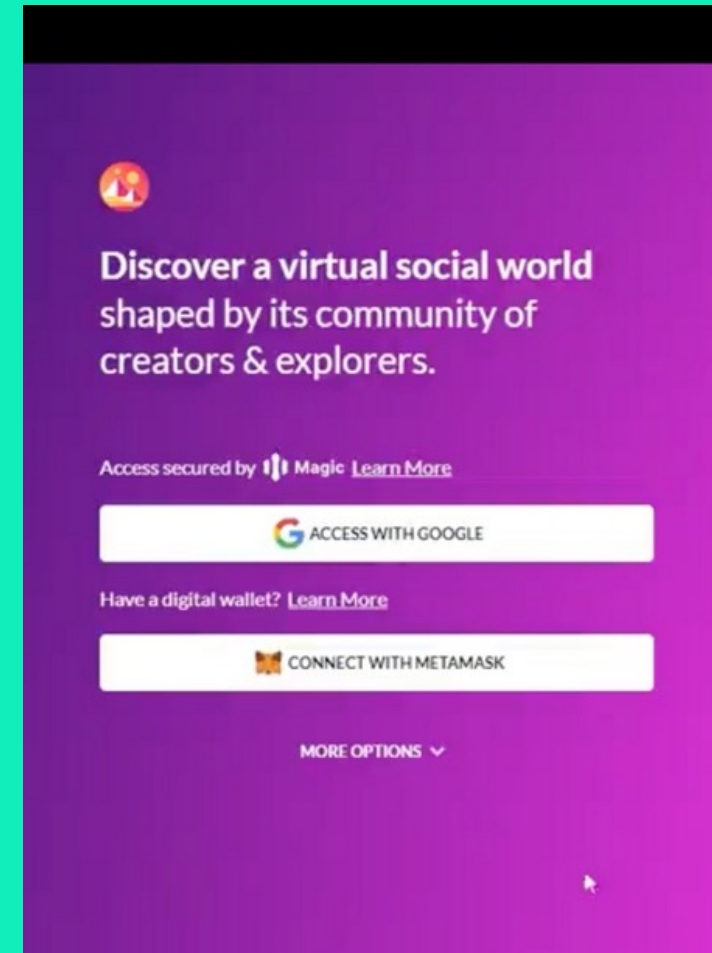 Discover a virtual social world
shaped by its community of
creators & explorers.
Access secured by Magic Learn More
ACCESS WITH GOOGLE
Have a digital wallet? Learn More
CONNECT WITH METAMASK
MORE OPTIONS